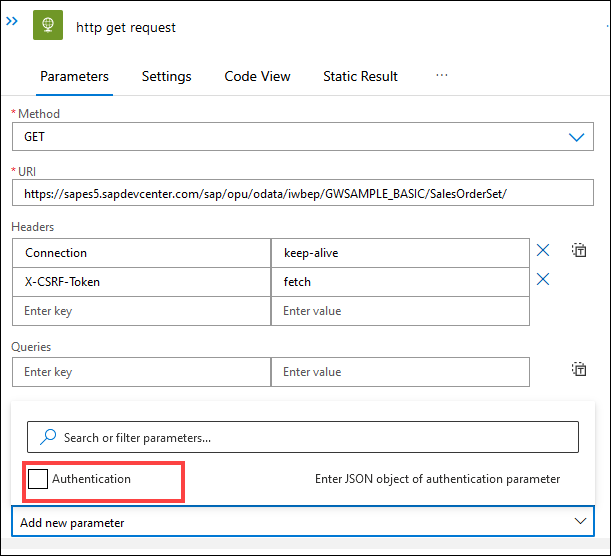 http get request
Parameters Settings Code View Static Result ...
* Method
GET
* URI
https://sapes5.sapdevcenter.com/sap/opu/odata/iwbep/GWSAMPLE_BASIC/SalesOrderSet/
Headers
Connection keep-alive
X-CSRF-Token fetch
Enter key Enter value
Queries
Enter key Enter value
Search or filter parameters...
Authentication Enter JSON object of authentication parameter
Add new parameter